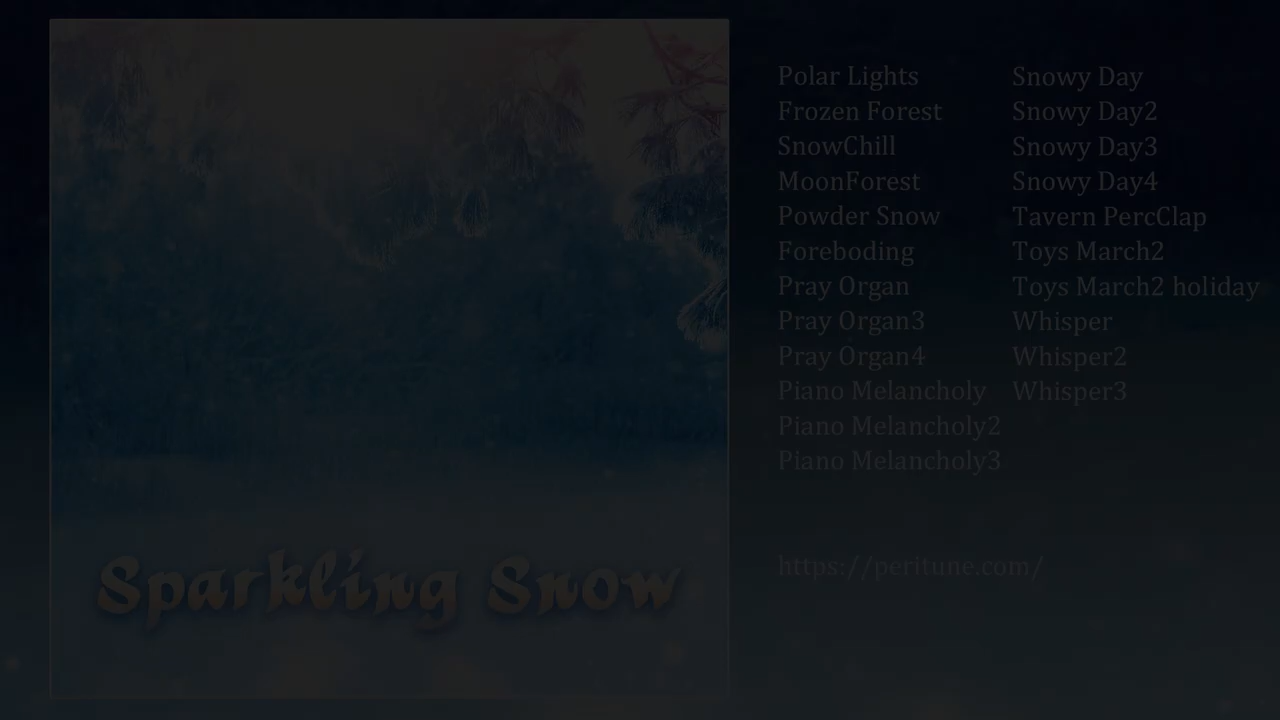 Sparkling Snow
Polar Lights
Frozen Forest
SnowChill
MoonForest
Powder Snow
Foreboding
Pray Organ
Pray Organ3
Pray Organ4
Piano Melancholy
Piano Melancholy2
Piano Melancholy3
Snowy Day
Snowy Day2
Snowy Day3
Snowy Day4
Tavern PercClap
Toys March2
Toys March2 holiday
Whisper
Whisper2
Whisper3
https://peritune.com/